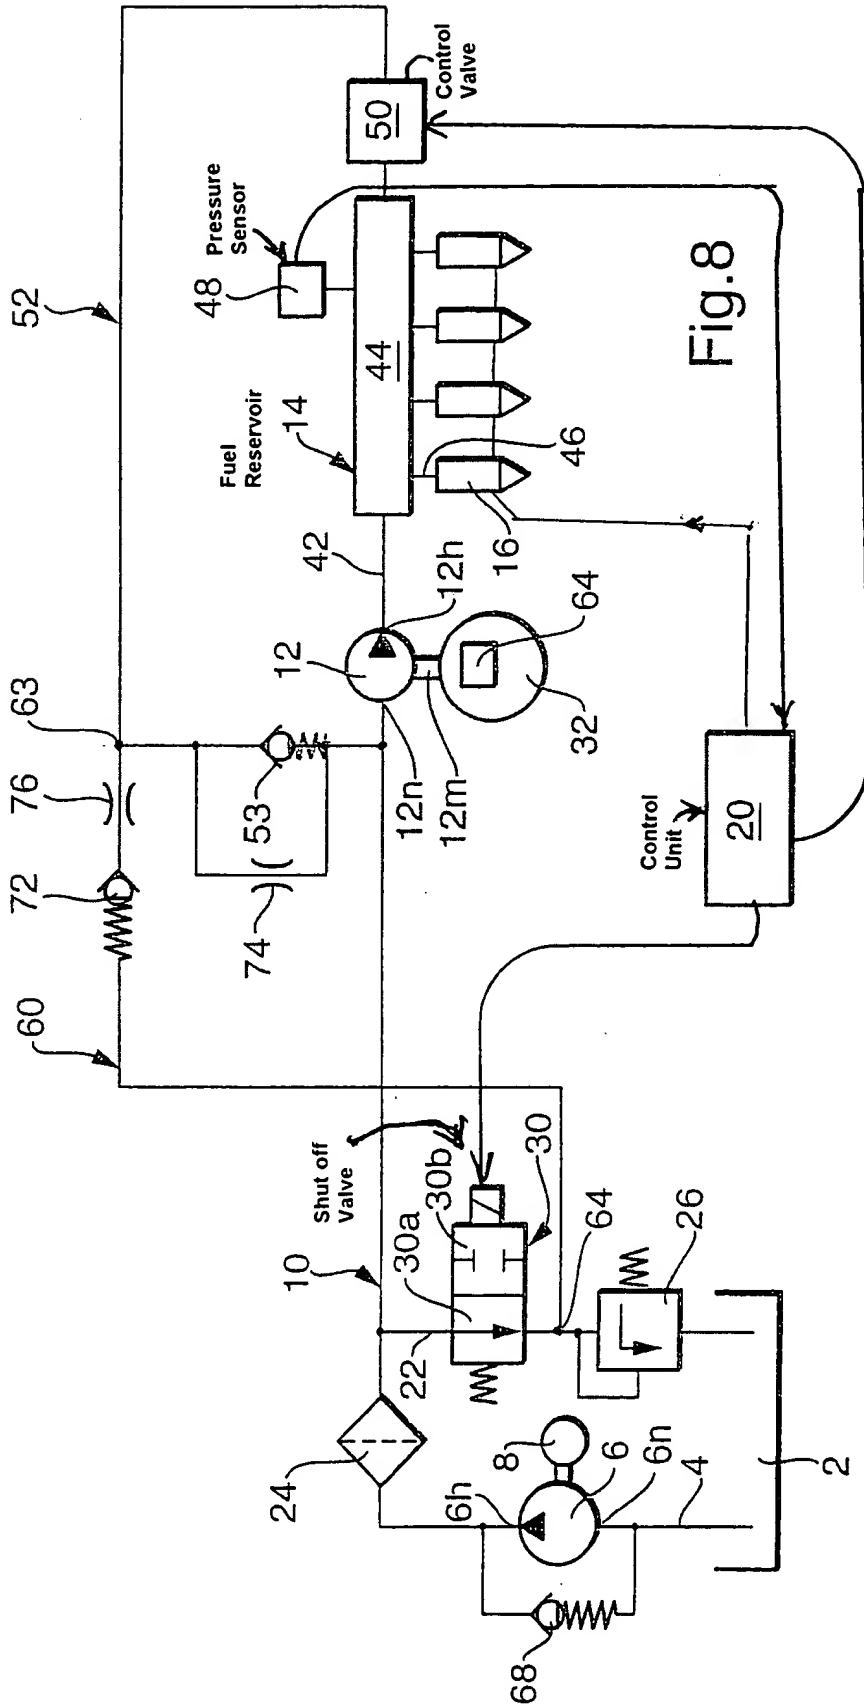 52
60
72
76
63
Pressure
Sensor
Control
Valve
50
48
Fuel
Reservoir
14
44
74
53
12
42
12h
12n
12m
46
16
64
32
Shut off
Valve
10
30a
30b
30
22
24
64
26
Control
Unit
20
6h
8
6
6n
4
68
2
Fig.8